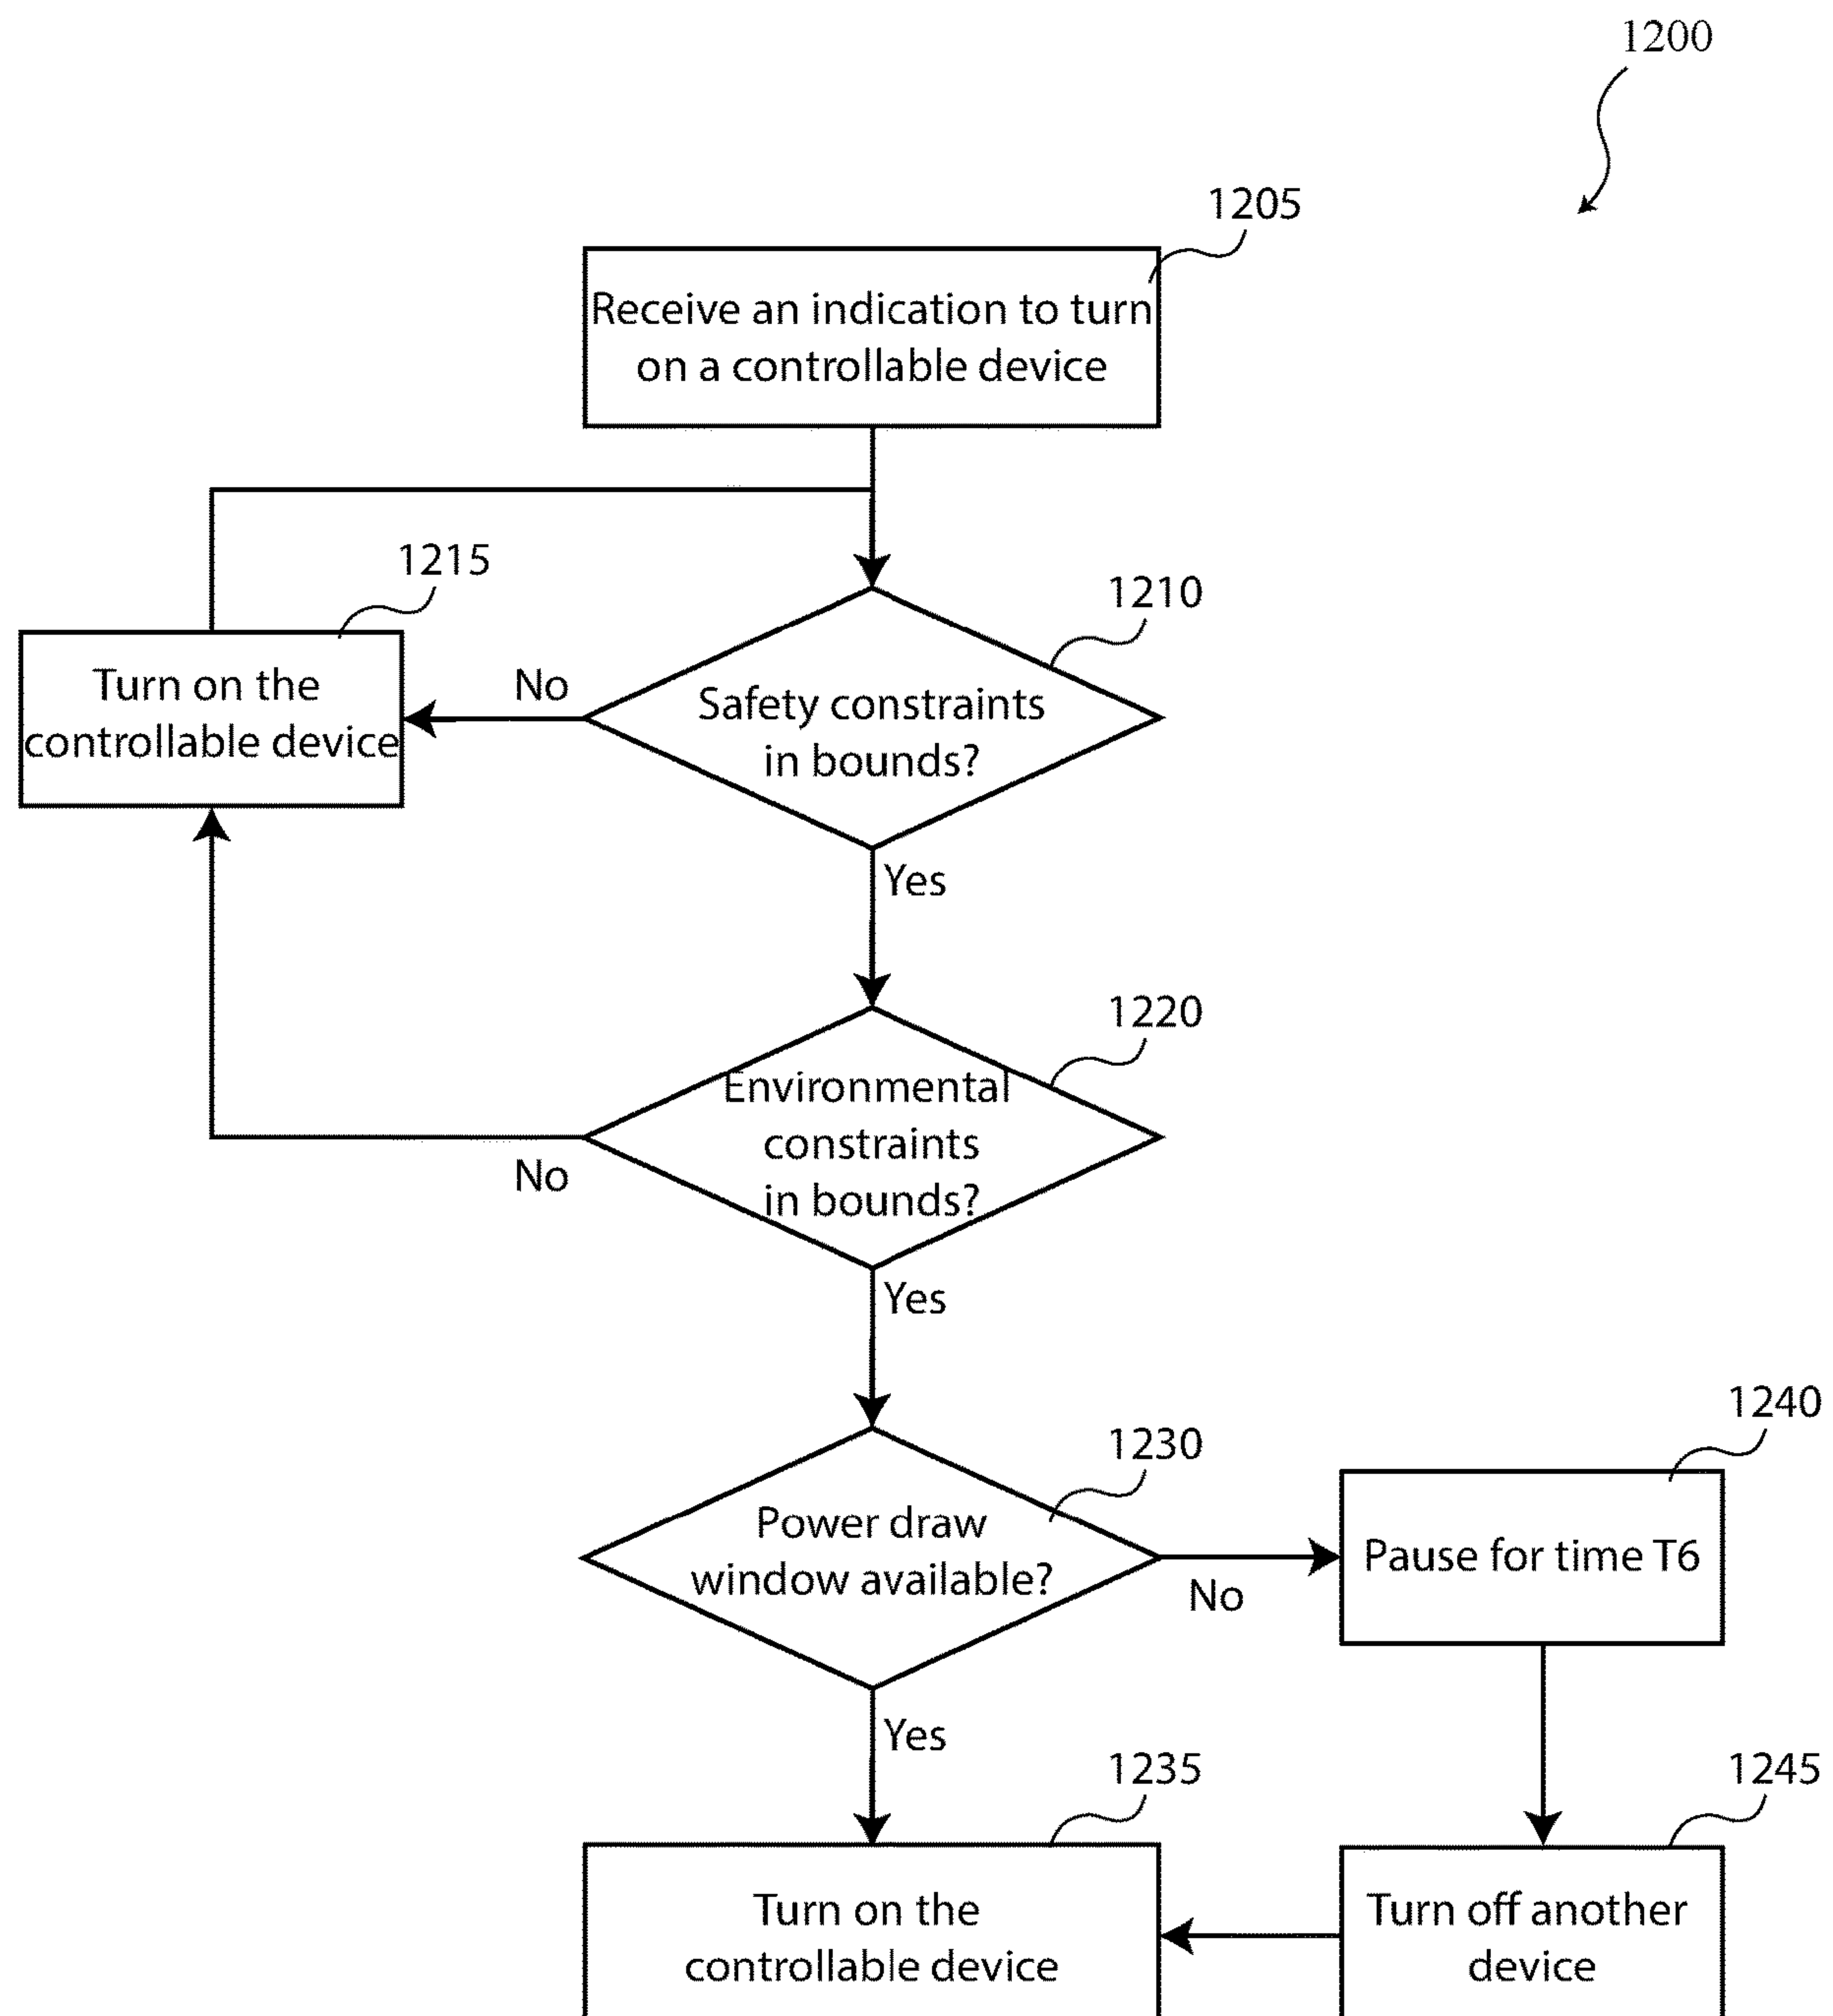 1200
1205
Receive an indication to turn
on a controllable device
1215
1210
Turn on the
controllable device
No
Safety constraints
in bounds?
Yes
1220
Environmental
constraints
in bounds?
No
Yes
1240
1230
Power draw
window available?
No
Pause for time T6
Yes
1235
1245
Turn on the
controllable device
Turn off another
device